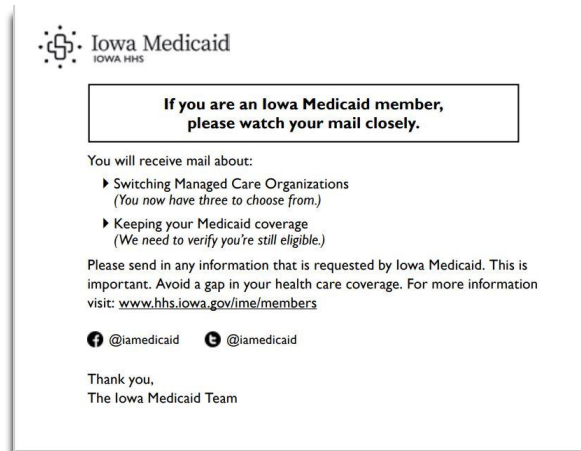 Iowa Medicaid
IOWA HHS
If you are an Iowa Medicaid member,
please watch your mail closely.
You will receive mail about:
Switching Managed Care Organizations
(You now have three to choose from.)
Keeping your Medicaid coverage
(We need to verify you're still eligible.)
Please send in any information that is requested by Iowa Medicaid. This is
important. Avoid a gap in your health care coverage. For more information
visit: www.hhs.iowa.gov/ime/members
@iamedicaid @iamedicaid
Thank you,
The Iowa Medicaid Team